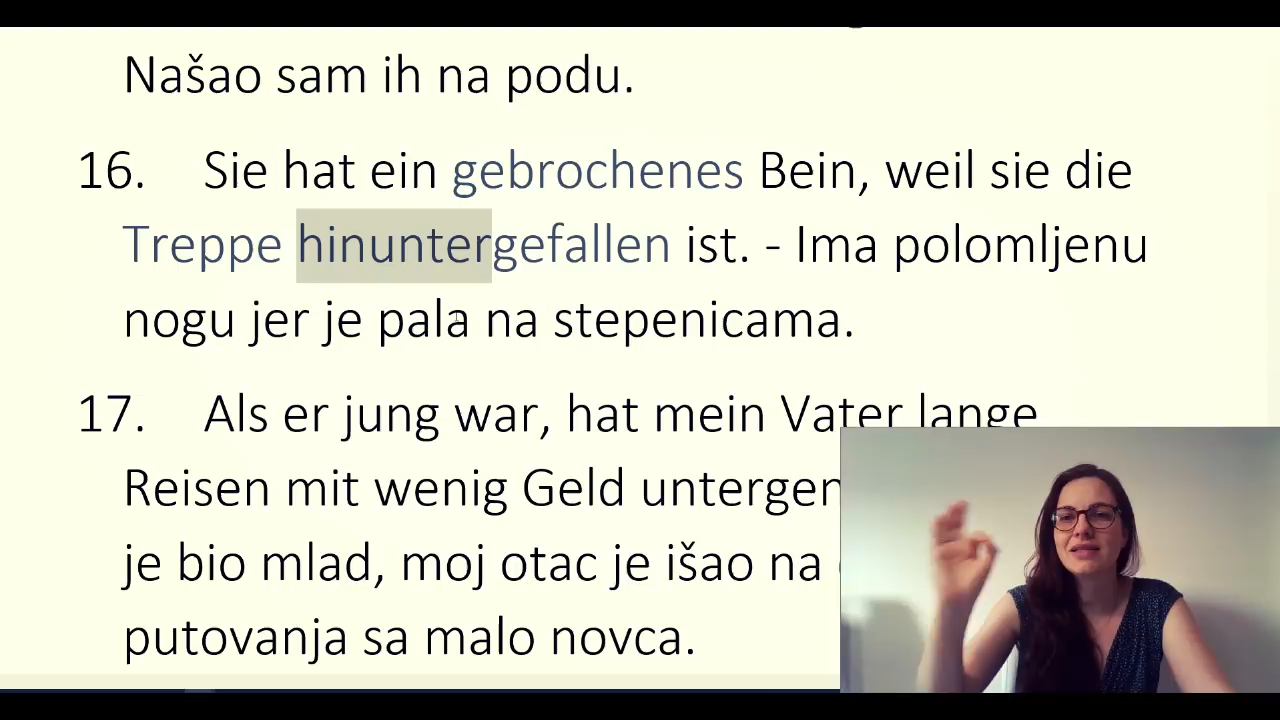 Našao sam ih na podu.
16. Sie hat ein gebrochenes Bein, weil sie die
Treppe hinuntergefallen ist. - Ima polomljenu
nogu jer je pala na stepenicama.
17. Als er jung war, hat mein Vater lange
Reisen mit wenig Geld
je bio mlad, moj otac je išao na
putovanja sa malo novca.